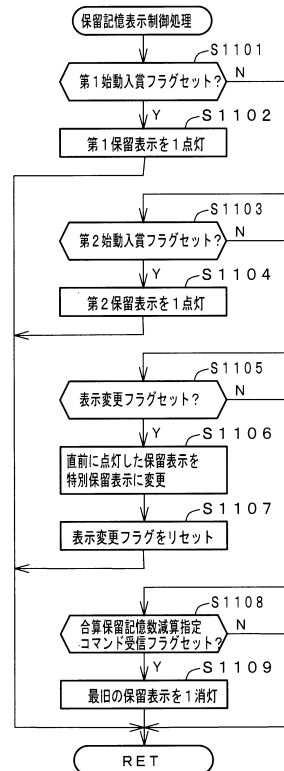 保留記憶表示制御処理
S1101
第1始動入賞フラグセット?
N
Y
S1102
第1保留表示を1点灯
S1103
第2始動入賞フラグセット?
N
Y
S1104
第2保留表示を1点灯
S1105
表示変更フラグセット?
N
Y
S1106
直前に点灯した保留表示を
特別保留表示に変更
S1107
表示変更フラグをリセット
S1108
合算保留記憶数減算指定
コマンド受信フラグセット?
N
Y
S1109
最旧の保留表示を1消灯
RET